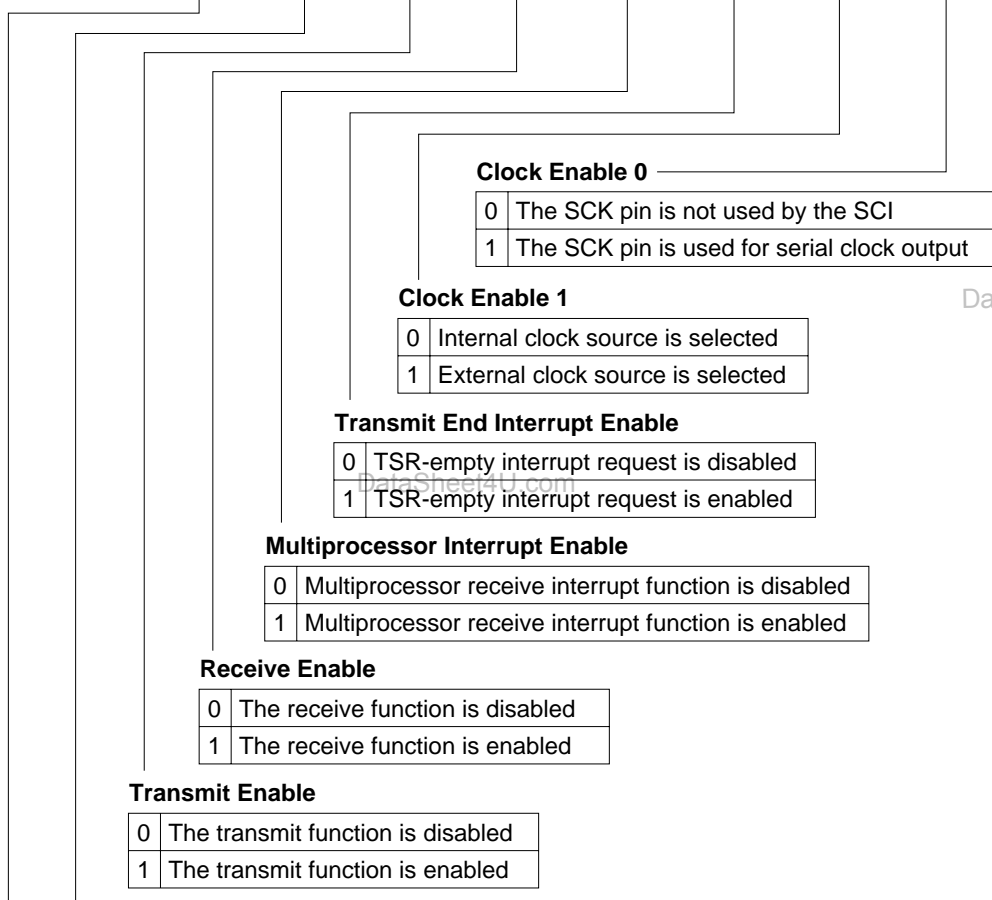 Clock Enable 0
0 The SCK pin is not used by the SCI
1 The SCK pin is used for serial clock output
Clock Enable 1
Da
0 Internal clock source is selected
1 External clock source is selected
Transmit End Interrupt Enable
0 TSR-empty interrupt request is disabled
DataSheet4U.com
1 TSR-empty interrupt request is enabled
Multiprocessor Interrupt Enable
0 Multiprocessor receive interrupt function is disabled
1 Multiprocessor receive interrupt function is enabled
Receive Enable
0 The receive function is disabled
1 The receive function is enabled
Transmit Enable
0 The transmit function is disabled
1 The transmit function is enabled